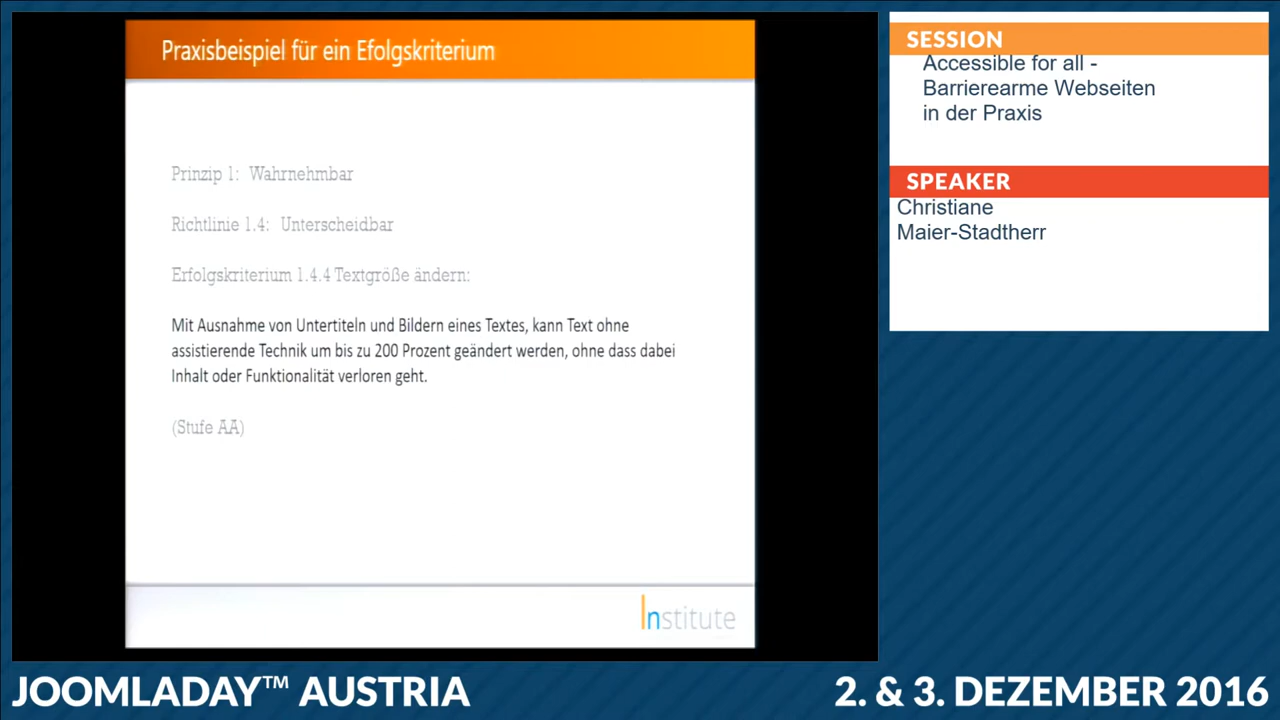 Praxisbeispiel für ein Efolgskriterium
Prinzip 1: Wahrnehmbar
Richtlinie 1.4: Unterscheidbar
Erfolgskriterium 1.4.4 Textgröße ändern:
Mit Ausnahme von Untertiteln und Bildern eines Textes, kann Text ohne
assistierende Technik um bis zu 200 Prozent geändert werden, ohne dass dabei
Inhalt oder Funktionalität verloren geht.
(Stufe AA)
Institute
SESSION
Accessible for all -
Barrierearme Webseiten
in der Praxis
SPEAKER
Christiane
Maier-Stadtherr
JOOMLADAY™ AUSTRIA
2. & 3. DEZEMBER 2016